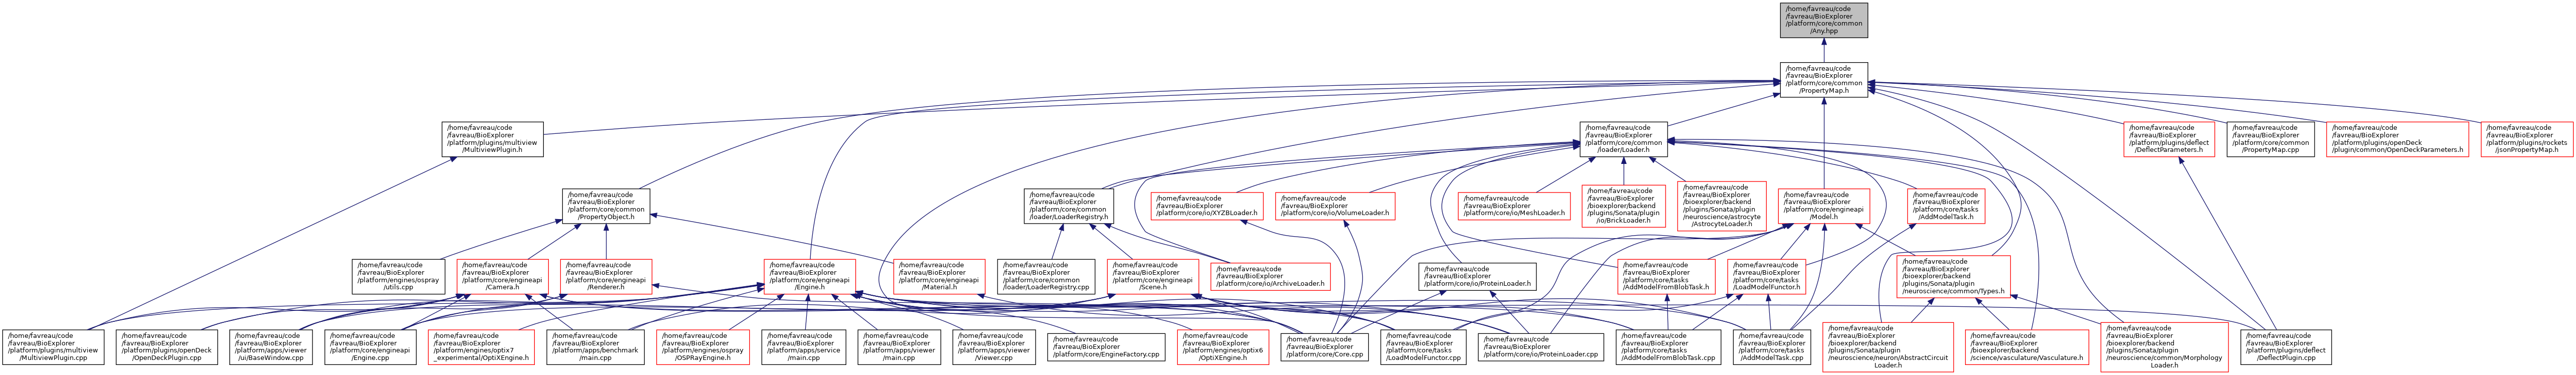 /home/favreau/code
/favreau/BioExplorer
/platform/core/common
/Any.hpp
/home/favreau/code
/favreau/BioExplorer
/platform/core/common
/PropertyMap.h
/home/favreau/code
/favreau/BioExplorer
/platform/plugins/multiview
/MultiviewPlugin.h
/home/favreau/code
/favreau/BioExplorer
/platform/core/common
/loader/Loader.h
/home/favreau/code
/favreau/BioExplorer
/platform/plugins/deflect
/DeflectParameters.h
/home/favreau/code
/favreau/BioExplorer
/platform/core/common
/PropertyMap.cpp
/home/favreau/code
/favreau/BioExplorer
/platform/plugins/openDeck
/plugin/common/OpenDeckParameters.h
/home/favreau/code
/favreau/BioExplorer
/platform/plugins/rockets
/jsonPropertyMap.h
/home/favreau/code
/favreau/BioExplorer
/platform/core/common
/PropertyObject.h
/home/favreau/code
/favreau/BioExplorer
/platform/core/common
/loader/LoaderRegistry.h
/home/favreau/code
/favreau/BioExplorer
/platform/core/io/XYZBLoader.h
/home/favreau/code
/favreau/BioExplorer
/platform/core/io/VolumeLoader.h
/home/favreau/code
/favreau/BioExplorer
/platform/core/io/MeshLoader.h
/home/favreau/code
/favreau/BioExplorer
/bioexplorer/backend
/plugins/Sonata/plugin
/io/BrickLoader.h
/home/favreau/code
/favreau/BioExplorer
/bioexplorer/backend
/plugins/Sonata/plugin
/neuroscience/astrocyte
/AstrocyteLoader.h
/home/favreau/code
/favreau/BioExplorer
/platform/core/engineapi
/Model.h
/home/favreau/code
/favreau/BioExplorer
/platform/core/tasks
/AddModelTask.h
/home/favreau/code
/favreau/BioExplorer
/platform/engines/ospray
/utils.cpp
/home/favreau/code
/favreau/BioExplorer
/platform/core/engineapi
/Camera.h
/home/favreau/code
/favreau/BioExplorer
/platform/core/engineapi
/Renderer.h
/home/favreau/code
/favreau/BioExplorer
/platform/core/engineapi
/Engine.h
/home/favreau/code
/favreau/BioExplorer
/platform/core/engineapi
/Material.h
/home/favreau/code
/favreau/BioExplorer
/platform/core/common
/loader/LoaderRegistry.cpp
/home/favreau/code
/favreau/BioExplorer
/platform/core/engineapi
/Scene.h
/home/favreau/code
/favreau/BioExplorer
/platform/core/io/ArchiveLoader.h
/home/favreau/code
/favreau/BioExplorer
/platform/core/io/ProteinLoader.h
/home/favreau/code
/favreau/BioExplorer
/platform/core/tasks
/AddModelFromBlobTask.h
/home/favreau/code
/favreau/BioExplorer
/platform/core/tasks
/LoadModelFunctor.h
/home/favreau/code
/favreau/BioExplorer
/bioexplorer/backend
/plugins/Sonata/plugin
/neuroscience/common/Types.h
/home/favreau/code
/favreau/BioExplorer
/platform/plugins/multiview
/MultiviewPlugin.cpp
/home/favreau/code
/favreau/BioExplorer
/platform/plugins/openDeck
/OpenDeckPlugin.cpp
/home/favreau/code
/favreau/BioExplorer
/platform/apps/viewer
/ui/BaseWindow.cpp
/home/favreau/code
/favreau/BioExplorer
/platform/core/engineapi
/Engine.cpp
/home/favreau/code
/favreau/BioExplorer
/platform/engines/optix7
_experimental/OptiXEngine.h
/home/favreau/code
/favreau/BioExplorer
/platform/apps/benchmark
/main.cpp
/home/favreau/code
/favreau/BioExplorer
/platform/engines/ospray
/OSPRayEngine.h
/home/favreau/code
/favreau/BioExplorer
/platform/apps/service
/main.cpp
/home/favreau/code
/favreau/BioExplorer
/platform/apps/viewer
/main.cpp
/home/favreau/code
/favreau/BioExplorer
/platform/apps/viewer
/Viewer.cpp
/home/favreau/code
/favreau/BioExplorer
/platform/core/EngineFactory.cpp
/home/favreau/code
/favreau/BioExplorer
/platform/engines/optix6
/OptiXEngine.h
/home/favreau/code
/favreau/BioExplorer
/platform/core/Core.cpp
/home/favreau/code
/favreau/BioExplorer
/platform/core/tasks
/LoadModelFunctor.cpp
/home/favreau/code
/favreau/BioExplorer
/platform/core/io/ProteinLoader.cpp
/home/favreau/code
/favreau/BioExplorer
/platform/core/tasks
/AddModelFromBlobTask.cpp
/home/favreau/code
/favreau/BioExplorer
/platform/core/tasks
/AddModelTask.cpp
/home/favreau/code
/favreau/BioExplorer
/bioexplorer/backend
/plugins/Sonata/plugin
/neuroscience/neuron/AbstractCircuit
Loader.h
/home/favreau/code
/favreau/BioExplorer
/bioexplorer/backend
/science/vasculature/Vasculature.h
/home/favreau/code
/favreau/BioExplorer
/bioexplorer/backend
/plugins/Sonata/plugin
/neuroscience/common/Morphology
Loader.h
/home/favreau/code
/favreau/BioExplorer
/platform/plugins/deflect
/DeflectPlugin.cpp